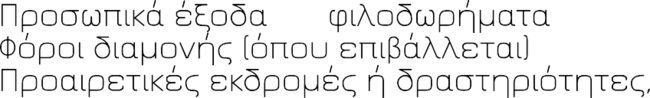 Προσωπικά έξοδα φιλοδωρήματα
Φόροι διαμονής (όπου επιβάλλεται)
Προαιρετικές εκδρομές ή δραστηριότητες,